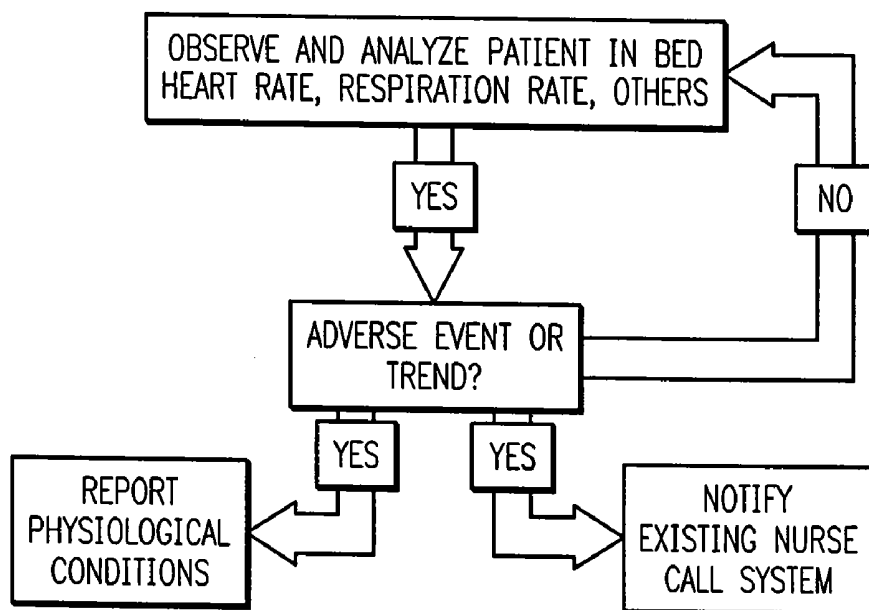 OBSERVE AND ANALYZE PATIENT IN BED
HEART RATE, RESPIRATION RATE, OTHERS
YES
NO
ADVERSE EVENT OR
TREND?
YES
YES
REPORT
PHYSIOLOGICAL
CONDITIONS
NOTIFY
EXISTING NURSE
CALL SYSTEM